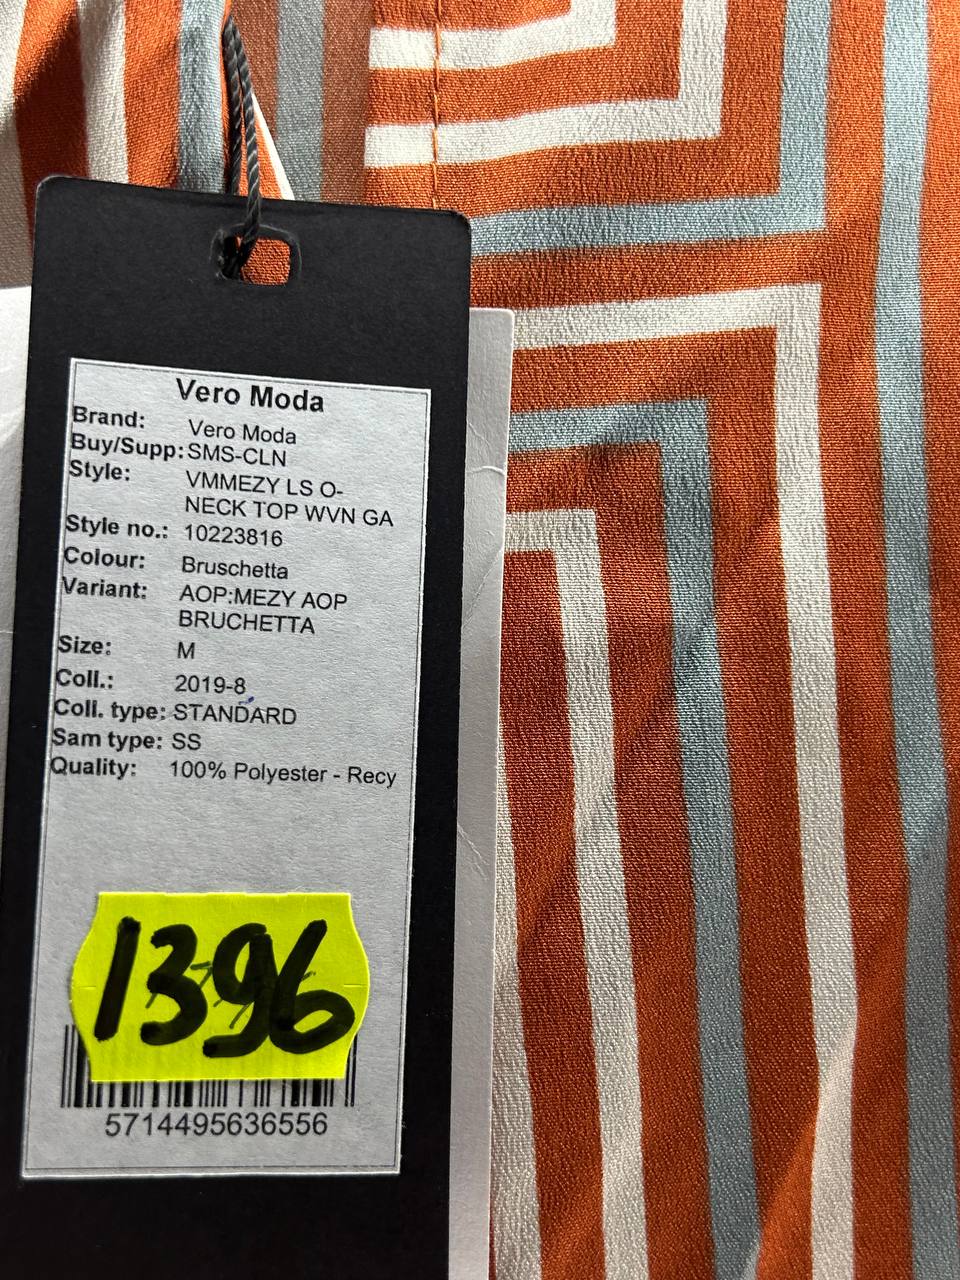 Vero Moda
Brand: Vero Moda
Buy/Supp: SMS-CLN
Style: VMMEZY LS O-
NECK TOP WVN GA
Style no.: 10223816
Colour: Bruschetta
Variant: AOP:MEZY AOP
BRUCHETTA
Size: M
Coll.: 2019-8
Coll. type: STANDARD
Sam type: SS
Quality: 100% Polyester - Recy
1396
5714495636556